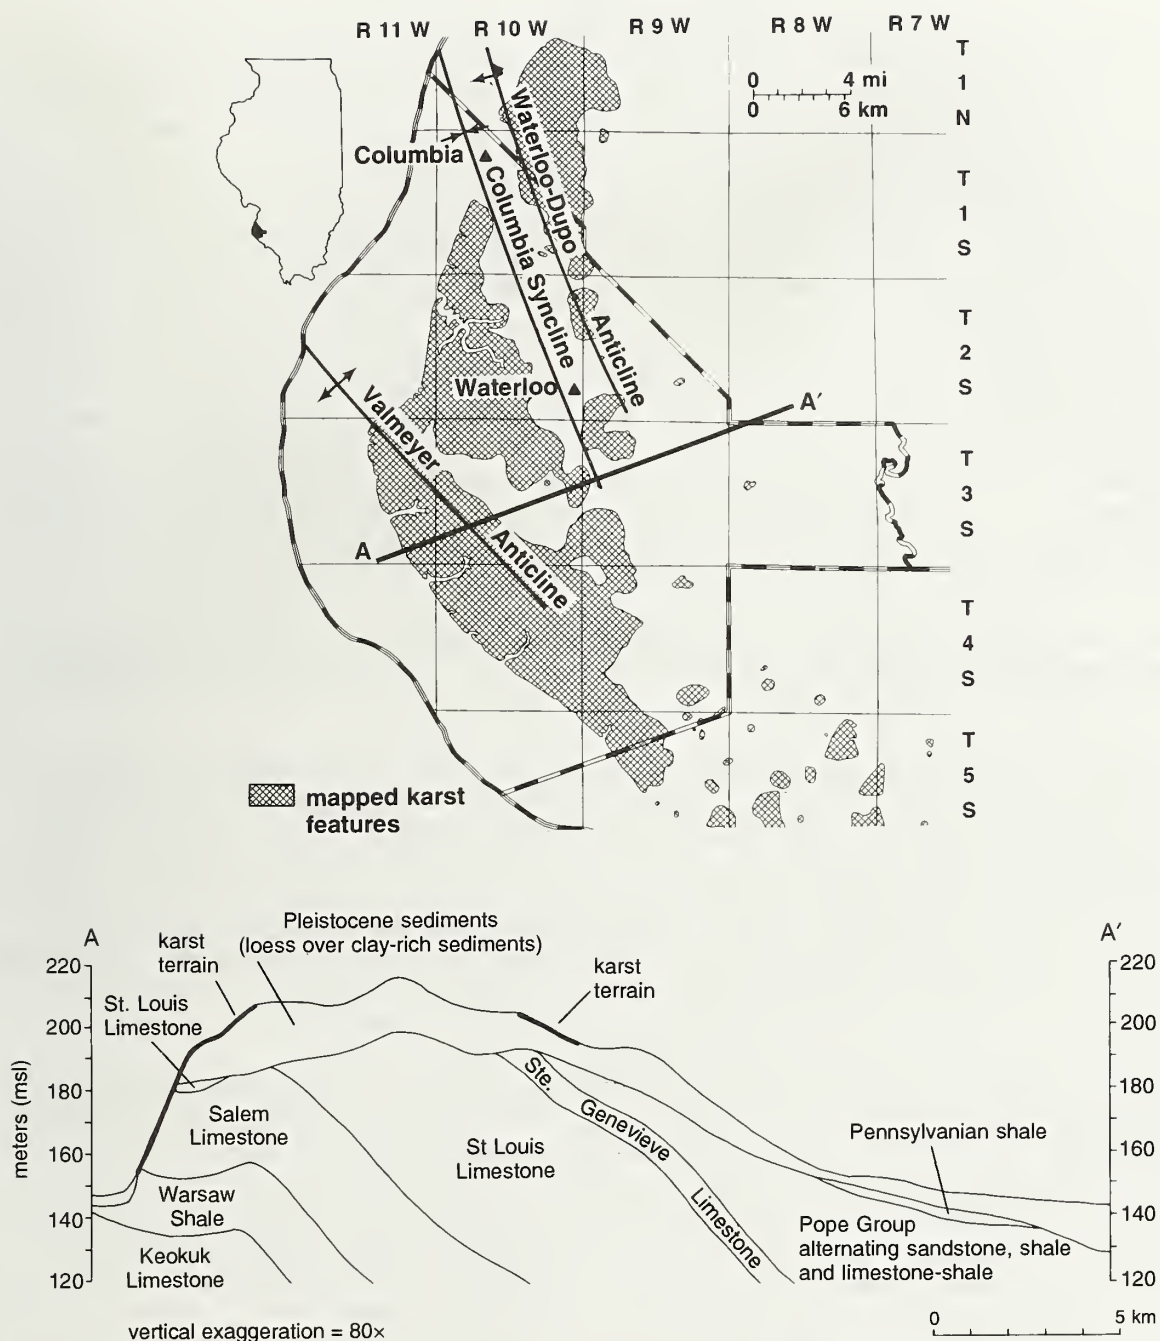 R 11 W R 10 W R 9 W R 8 W R 7 W
T 1 N
0 4 mi
0 6 km
Waterloo-Dupo Anticline
Columbia
Columbia Syncline
T 1 S
T 2 S
Waterloo
A'
Valmeyer Anticline
T 3 S
A
T 4 S
T 5 S
mapped karst
features
Pleistocene sediments
(loess over clay-rich sediments)
A
karst
terrain
karst
terrain
A'
220
St. Louis
Limestone
200
180
160
140
120
meters (msl)
Salem
Limestone
Warsaw
Shale
Keokuk
Limestone
St Louis
Limestone
Ste. Genevieve Limestone
Pennsylvanian shale
Pope Group
alternating sandstone, shale
and limestone-shale
220
200
180
160
140
120
vertical exaggeration = 80×
0 5 km